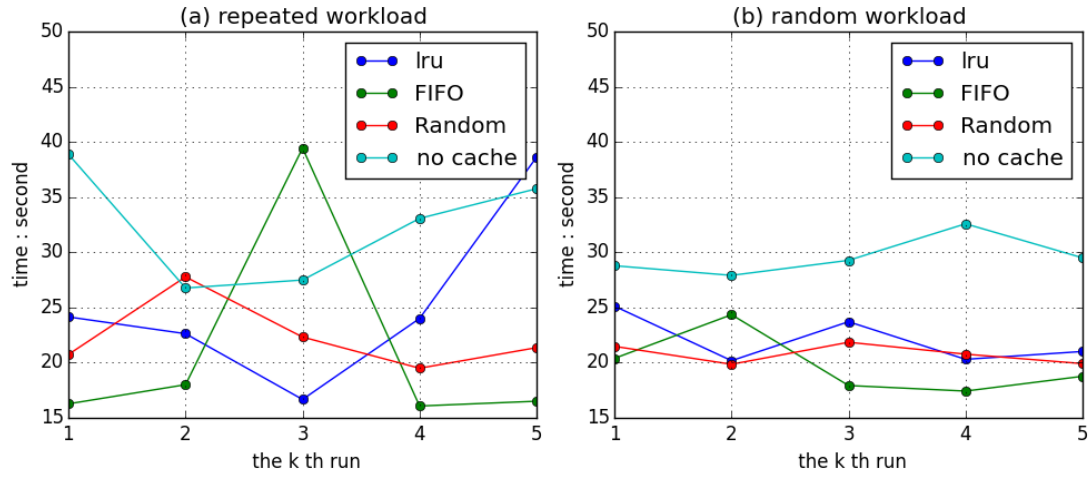 (a) repeated workload
50
45
40
35
30
25
20
15
time : second
lru
FIFO
Random
no cache
1 2 3 4 5
the k th run
(b) random workload
50
45
40
35
30
25
20
15
time : second
lru
FIFO
Random
no cache
1 2 3 4 5
the k th run